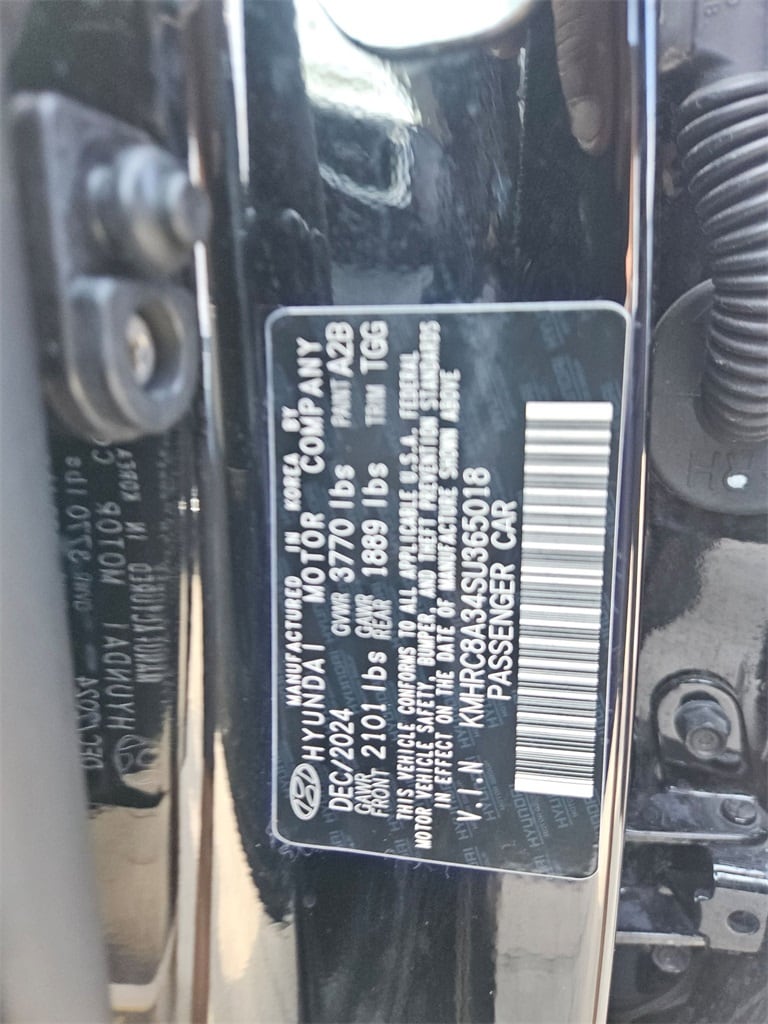 MANUFACTURED IN KOREA BY
HYUNDAI MOTOR COMPANY
DEC/2024 GVWR 3770 lbs PAINT A2B
GAWR FRONT 2101 lbs GAWR REAR 1889 lbs TRIM TGG
THIS VEHICLE CONFORMS TO ALL APPLICABLE U.S.A. FEDERAL
MOTOR VEHICLE SAFETY, BUMPER, AND THEFT PREVENTION STANDARDS
IN EFFECT ON THE DATE OF MANUFACTURE SHOWN ABOVE
V.I.N KMHRC8A34SU365018
PASSENGER CAR
RH